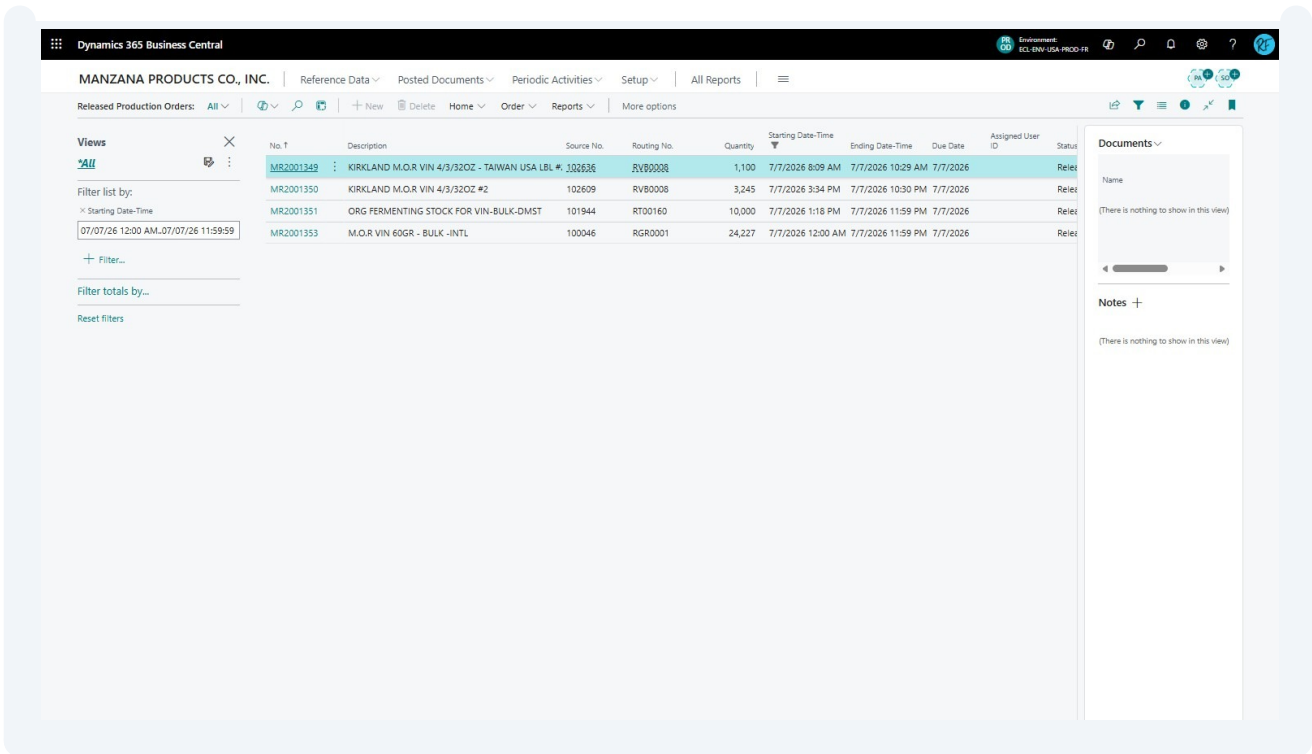 Dynamics 365 Business Central
PROD
Environment:
ECL-ENV-USA-PROD-FR
?
RF
MANZANA PRODUCTS CO., INC.
Reference Data
Posted Documents
Periodic Activities
Setup
All Reports
PA
SO
Released Production Orders: All
+ New
Delete
Home
Order
Reports
More options
Views
*All
Filter list by:
× Starting Date-Time
07/07/26 12:00 AM..07/07/26 11:59:59
+ Filter...
Filter totals by...
Reset filters
No. ↑ Description Source No. Routing No. Quantity Starting Date-Time Ending Date-Time Due Date Assigned User ID Status
MR2001349 KIRKLAND M.O.R VIN 4/3/32OZ - TAIWAN USA LBL #. 102636 RVB0008 1,100 7/7/2026 8:09 AM 7/7/2026 10:29 AM 7/7/2026 Relea
MR2001350 KIRKLAND M.O.R VIN 4/3/32OZ #2 102609 RVB0008 3,245 7/7/2026 3:34 PM 7/7/2026 10:30 PM 7/7/2026 Relea
MR2001351 ORG FERMENTING STOCK FOR VIN-BULK-DMST 101944 RT00160 10,000 7/7/2026 1:18 PM 7/7/2026 11:59 PM 7/7/2026 Relea
MR2001353 M.O.R VIN 60GR - BULK -INTL 100046 RGR0001 24,227 7/7/2026 12:00 AM 7/7/2026 11:59 PM 7/7/2026 Relea
Documents
Name
(There is nothing to show in this view)
Notes +
(There is nothing to show in this view)